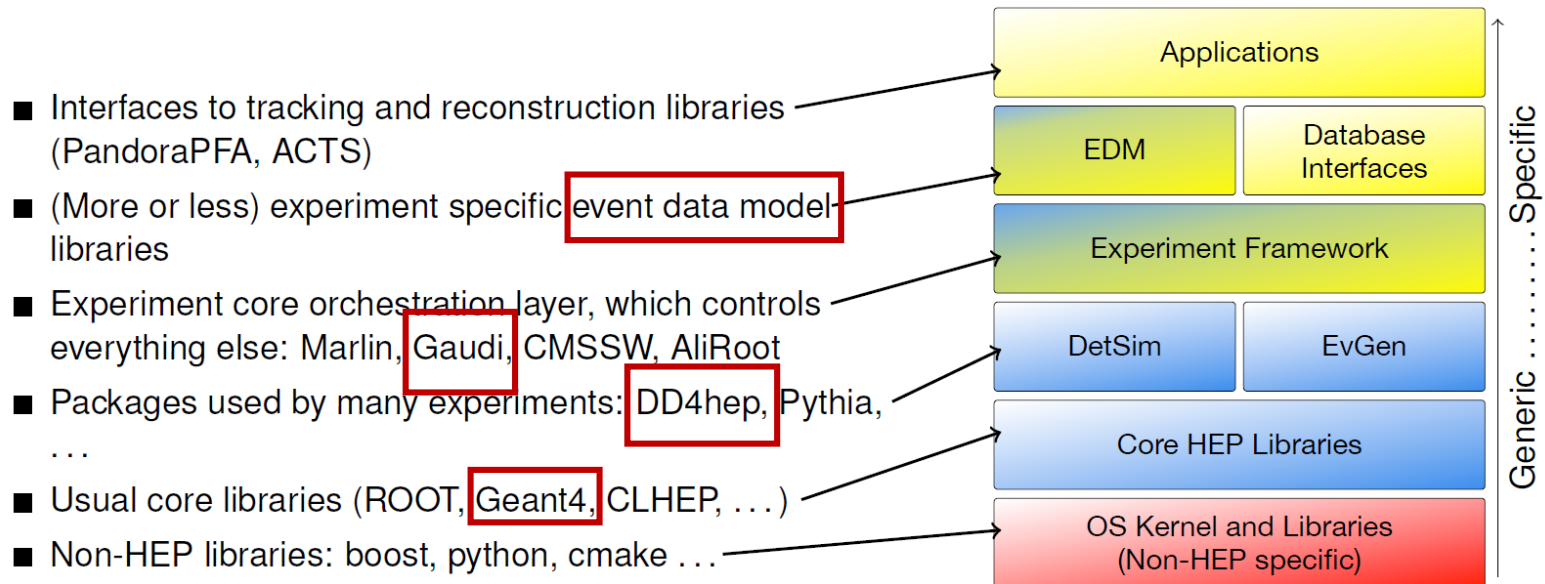 ■ Interfaces to tracking and reconstruction libraries
(PandoraPFA, ACTS)
■ (More or less) experiment specific event data model
libraries
■ Experiment core orchestration layer, which controls
everything else: Marlin, Gaudi, CMSSW, AliRoot
■ Packages used by many experiments: DD4hep, Pythia,
. . .
■ Usual core libraries (ROOT, Geant4, CLHEP, . . . )
■ Non-HEP libraries: boost, python, cmake . . .
Applications
EDM
Database
Interfaces
Experiment Framework
DetSim
EvGen
Core HEP Libraries
OS Kernel and Libraries
(Non-HEP specific)
Generic . . . . . . . . . . Specific